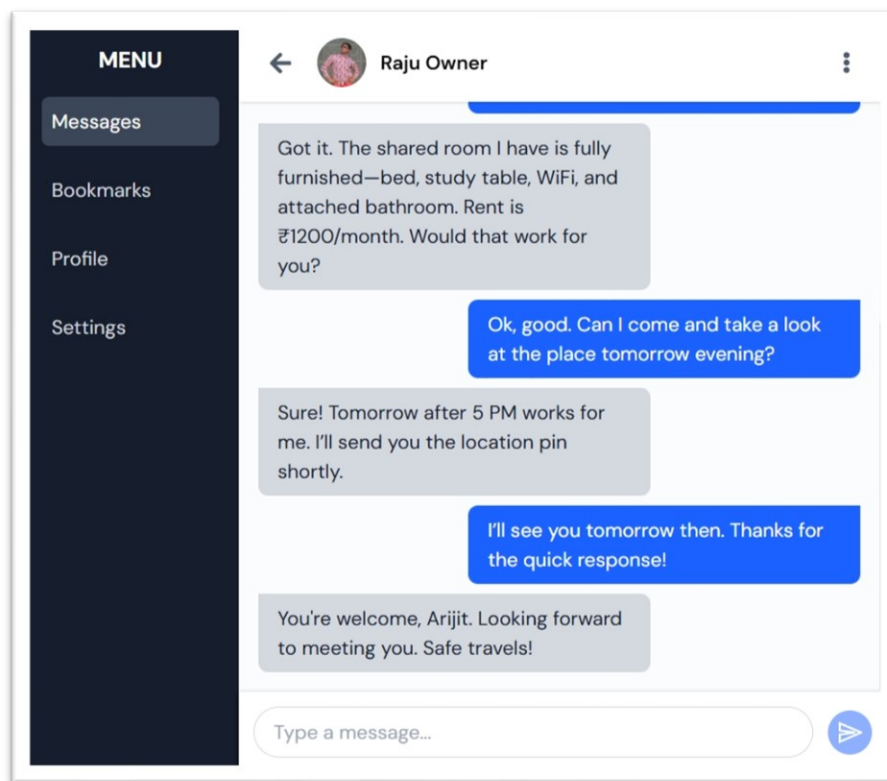 MENU
Messages
Bookmarks
Profile
Settings
Raju Owner
Got it. The shared room I have is fully
furnished—bed, study table, WiFi, and
attached bathroom. Rent is
₹1200/month. Would that work for
you?
Ok, good. Can I come and take a look
at the place tomorrow evening?
Sure! Tomorrow after 5 PM works for
me. I’ll send you the location pin
shortly.
I’ll see you tomorrow then. Thanks for
the quick response!
You're welcome, Arijit. Looking forward
to meeting you. Safe travels!
Type a message...